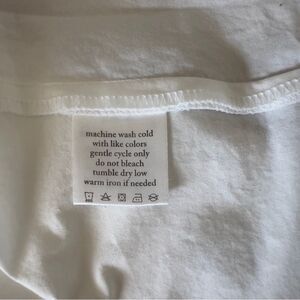 machine wash cold
with like colors
gentle cycle only
do not bleach
tumble dry low
warm iron if needed